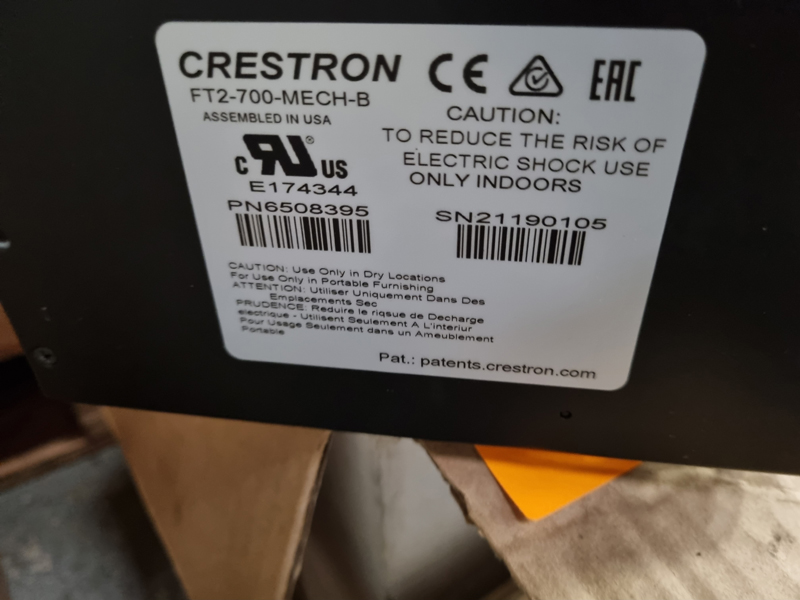 CRESTRON
FT2-700-MECH-B
ASSEMBLED IN USA
CE
EAC
CAUTION:
TO REDUCE THE RISK OF
ELECTRIC SHOCK USE
ONLY INDOORS
c RU® US
E174344
PN6508395
SN21190105
CAUTION: Use Only in Dry Locations
For Use Only in Portable Furnishing
ATTENTION: Utiliser Uniquement Dans Des
Emplacements Sec
PRUDENCE: Reduire le riqsue de Decharge
electrique - Utilisent Seulement A L'interiur
Pour Usage Seulement dans un Ameublement
Portable
Pat.: patents.crestron.com